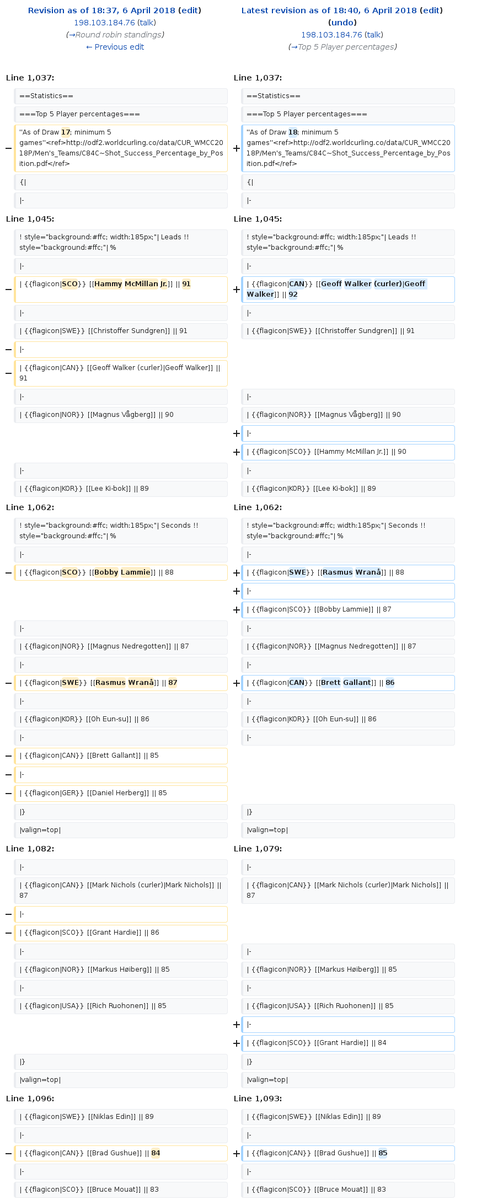 Revision as of 18:37, 6 April 2018 (edit)
198.103.184.76 (talk)
(→Round robin standings)
← Previous edit
Latest revision as of 18:40, 6 April 2018 (edit)
(undo)
198.103.184.76 (talk)
(→Top 5 Player percentages)
Line 1,037:
Line 1,037:
==Statistics==
==Statistics==
===Top 5 Player percentages===
===Top 5 Player percentages===
− ''As of Draw 17; minimum 5
games''<ref>http://odf2.worldcurling.co/data/CUR_WMCC20
18P/Men's_Teams/C84C~Shot_Success_Percentage_by_Pos
ition.pdf</ref>
+ ''As of Draw 18; minimum 5
games''<ref>http://odf2.worldcurling.co/data/CUR_WMCC20
18P/Men's_Teams/C84C~Shot_Success_Percentage_by_Pos
ition.pdf</ref>
{|
{|
|-
|-
Line 1,045:
Line 1,045:
! style="background:#ffc; width:185px;"| Leads !!
style="background:#ffc;"| %
! style="background:#ffc; width:185px;"| Leads !!
style="background:#ffc;"| %
|-
|-
− | {{flagicon|SCO}} [[Hammy McMillan Jr.]] || 91
+ | {{flagicon|CAN}} [[Geoff Walker (curler)|Geoff
Walker]] || 92
|-
|-
| {{flagicon|SWE}} [[Christoffer Sundgren]] || 91
| {{flagicon|SWE}} [[Christoffer Sundgren]] || 91
− |-
− | {{flagicon|CAN}} [[Geoff Walker (curler)|Geoff Walker]] ||
91
|-
|-
| {{flagicon|NOR}} [[Magnus Vågberg]] || 90
| {{flagicon|NOR}} [[Magnus Vågberg]] || 90
+ |-
+ | {{flagicon|SCO}} [[Hammy McMillan Jr.]] || 90
|-
|-
| {{flagicon|KOR}} [[Lee Ki-bok]] || 89
| {{flagicon|KOR}} [[Lee Ki-bok]] || 89
Line 1,062:
Line 1,062:
! style="background:#ffc; width:185px;"| Seconds !!
style="background:#ffc;"| %
! style="background:#ffc; width:185px;"| Seconds !!
style="background:#ffc;"| %
|-
|-
− | {{flagicon|SCO}} [[Bobby Lammie]] || 88
+ | {{flagicon|SWE}} [[Rasmus Wranå]] || 88
+ |-
+ | {{flagicon|SCO}} [[Bobby Lammie]] || 87
|-
|-
| {{flagicon|NOR}} [[Magnus Nedregotten]] || 87
| {{flagicon|NOR}} [[Magnus Nedregotten]] || 87
|-
|-
− | {{flagicon|SWE}} [[Rasmus Wranå]] || 87
+ | {{flagicon|CAN}} [[Brett Gallant]] || 86
|-
|-
| {{flagicon|KOR}} [[Oh Eun-su]] || 86
| {{flagicon|KOR}} [[Oh Eun-su]] || 86
|-
|-
− | {{flagicon|CAN}} [[Brett Gallant]] || 85
− |-
− | {{flagicon|GER}} [[Daniel Herberg]] || 85
|}
|}
|valign=top|
|valign=top|
Line 1,082:
Line 1,079:
|-
|-
| {{flagicon|CAN}} [[Mark Nichols (curler)|Mark Nichols]] ||
87
| {{flagicon|CAN}} [[Mark Nichols (curler)|Mark Nichols]] ||
87
− |-
− | {{flagicon|SCO}} [[Grant Hardie]] || 86
|-
|-
| {{flagicon|NOR}} [[Markus Høiberg]] || 85
| {{flagicon|NOR}} [[Markus Høiberg]] || 85
|-
|-
| {{flagicon|USA}} [[Rich Ruohonen]] || 85
| {{flagicon|USA}} [[Rich Ruohonen]] || 85
+ |-
+ | {{flagicon|SCO}} [[Grant Hardie]] || 84
|}
|}
|valign=top|
|valign=top|
Line 1,096:
Line 1,093:
| {{flagicon|SWE}} [[Niklas Edin]] || 89
| {{flagicon|SWE}} [[Niklas Edin]] || 89
|-
|-
− | {{flagicon|CAN}} [[Brad Gushue]] || 84
+ | {{flagicon|CAN}} [[Brad Gushue]] || 85
|-
|-
| {{flagicon|SCO}} [[Bruce Mouat]] || 83
| {{flagicon|SCO}} [[Bruce Mouat]] || 83